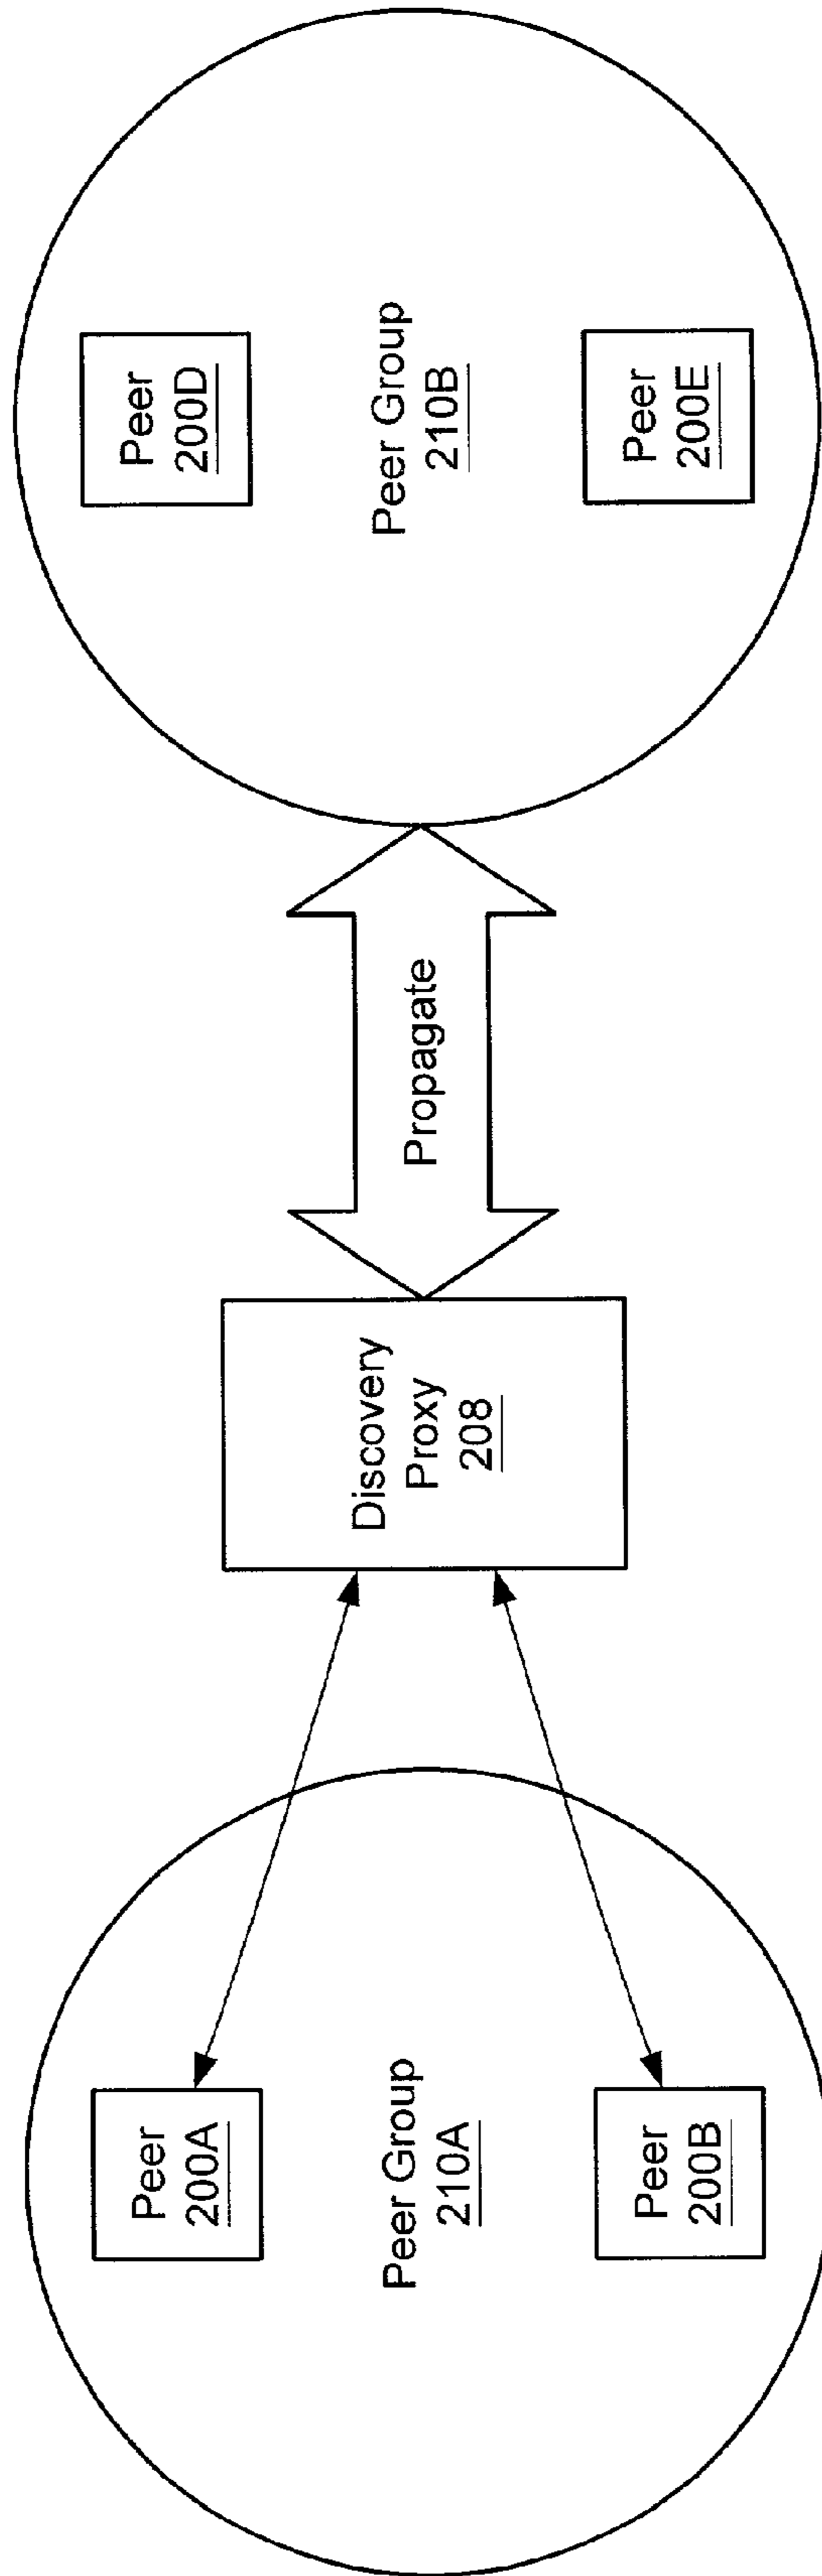 Peer
200A
Peer Group
210A
Peer
200B
Discovery
Proxy
208
Propagate
Peer
200D
Peer Group
210B
Peer
200E